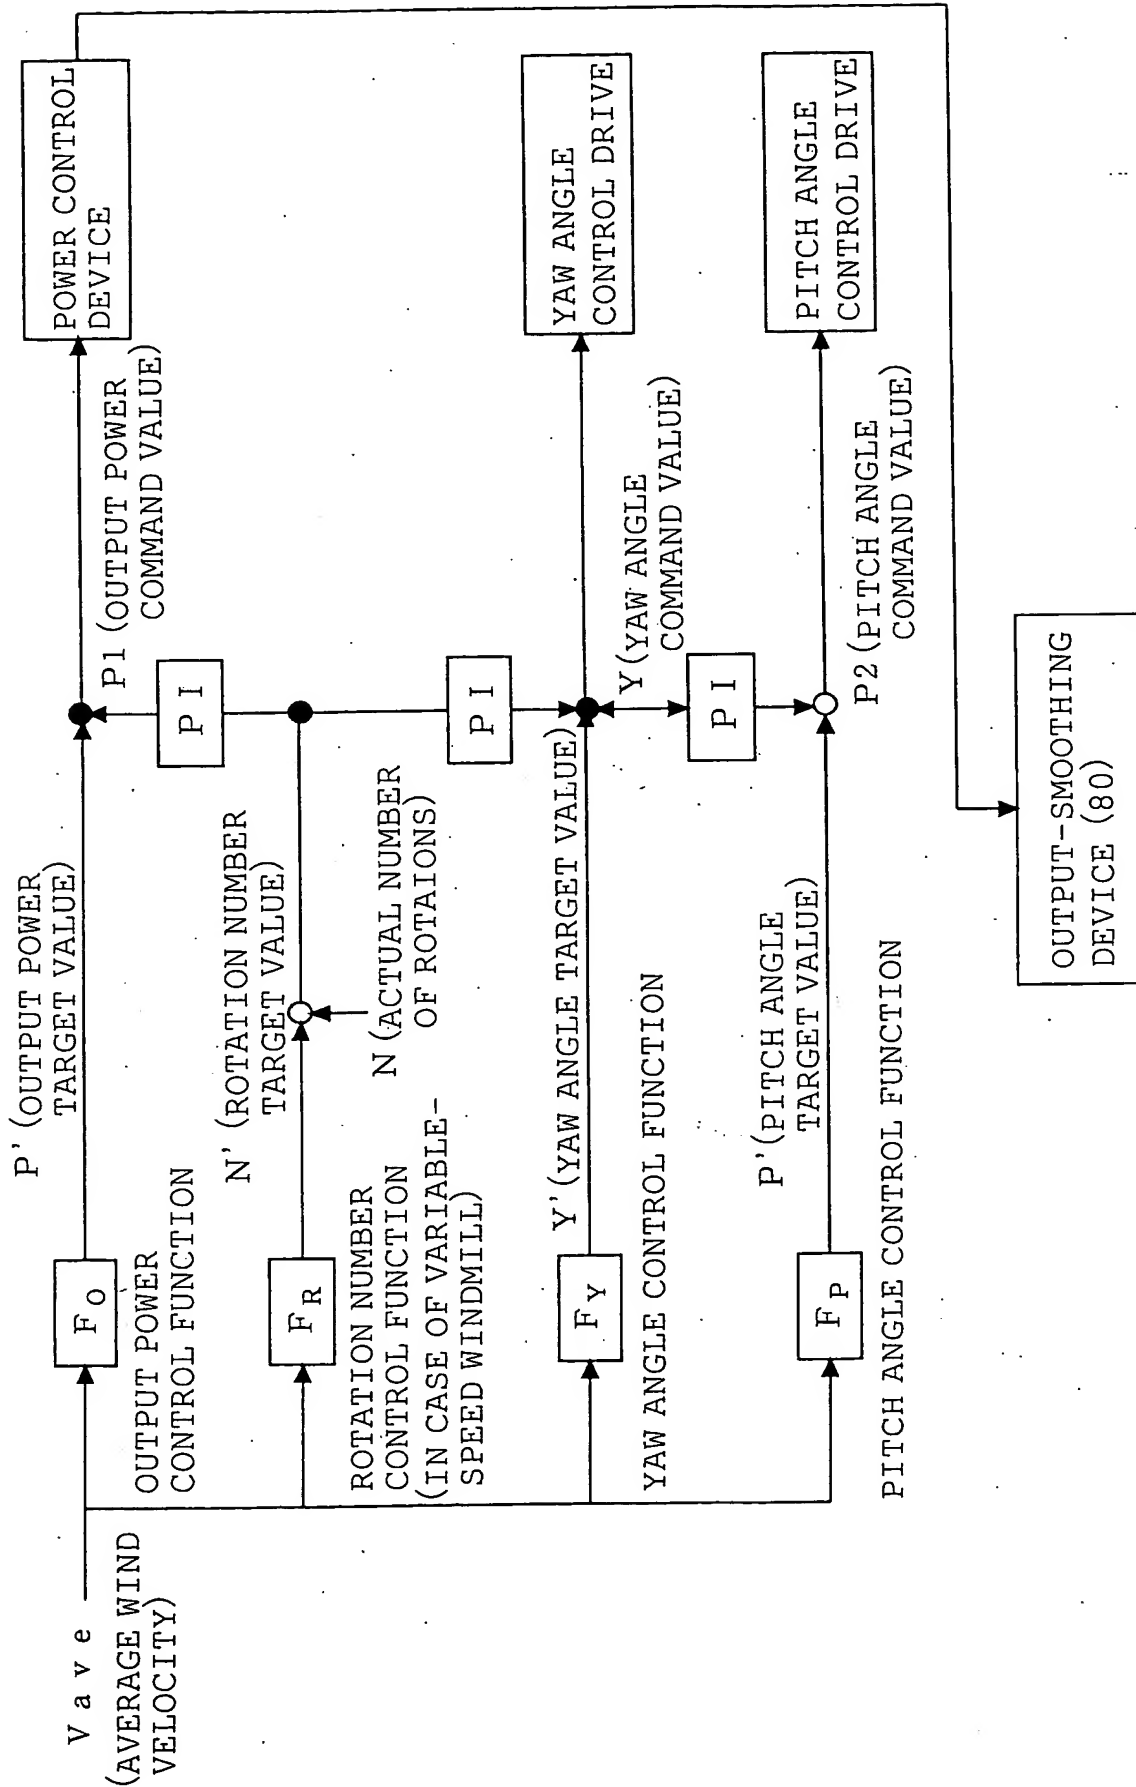 V a v e
(AVERAGE WIND
VELOCITY)
FO
OUTPUT POWER
CONTROL FUNCTION
P' (OUTPUT POWER
TARGET VALUE)
P I
P1 (OUTPUT POWER
COMMAND VALUE)
POWER CONTROL
DEVICE
FR
ROTATION NUMBER
CONTROL FUNCTION
(IN CASE OF VARIABLE-
SPEED WINDMILL)
N' (ROTATION NUMBER
TARGET VALUE)
N (ACTUAL NUMBER
OF ROTAIONS)
P I
FY
YAW ANGLE CONTROL FUNCTION
Y' (YAW ANGLE TARGET VALUE)
Y (YAW ANGLE
COMMAND VALUE)
YAW ANGLE
CONTROL DRIVE
P I
FP
PITCH ANGLE CONTROL FUNCTION
P' (PITCH ANGLE
TARGET VALUE)
P2 (PITCH ANGLE
COMMAND VALUE)
PITCH ANGLE
CONTROL DRIVE
OUTPUT-SMOOTHING
DEVICE (80)